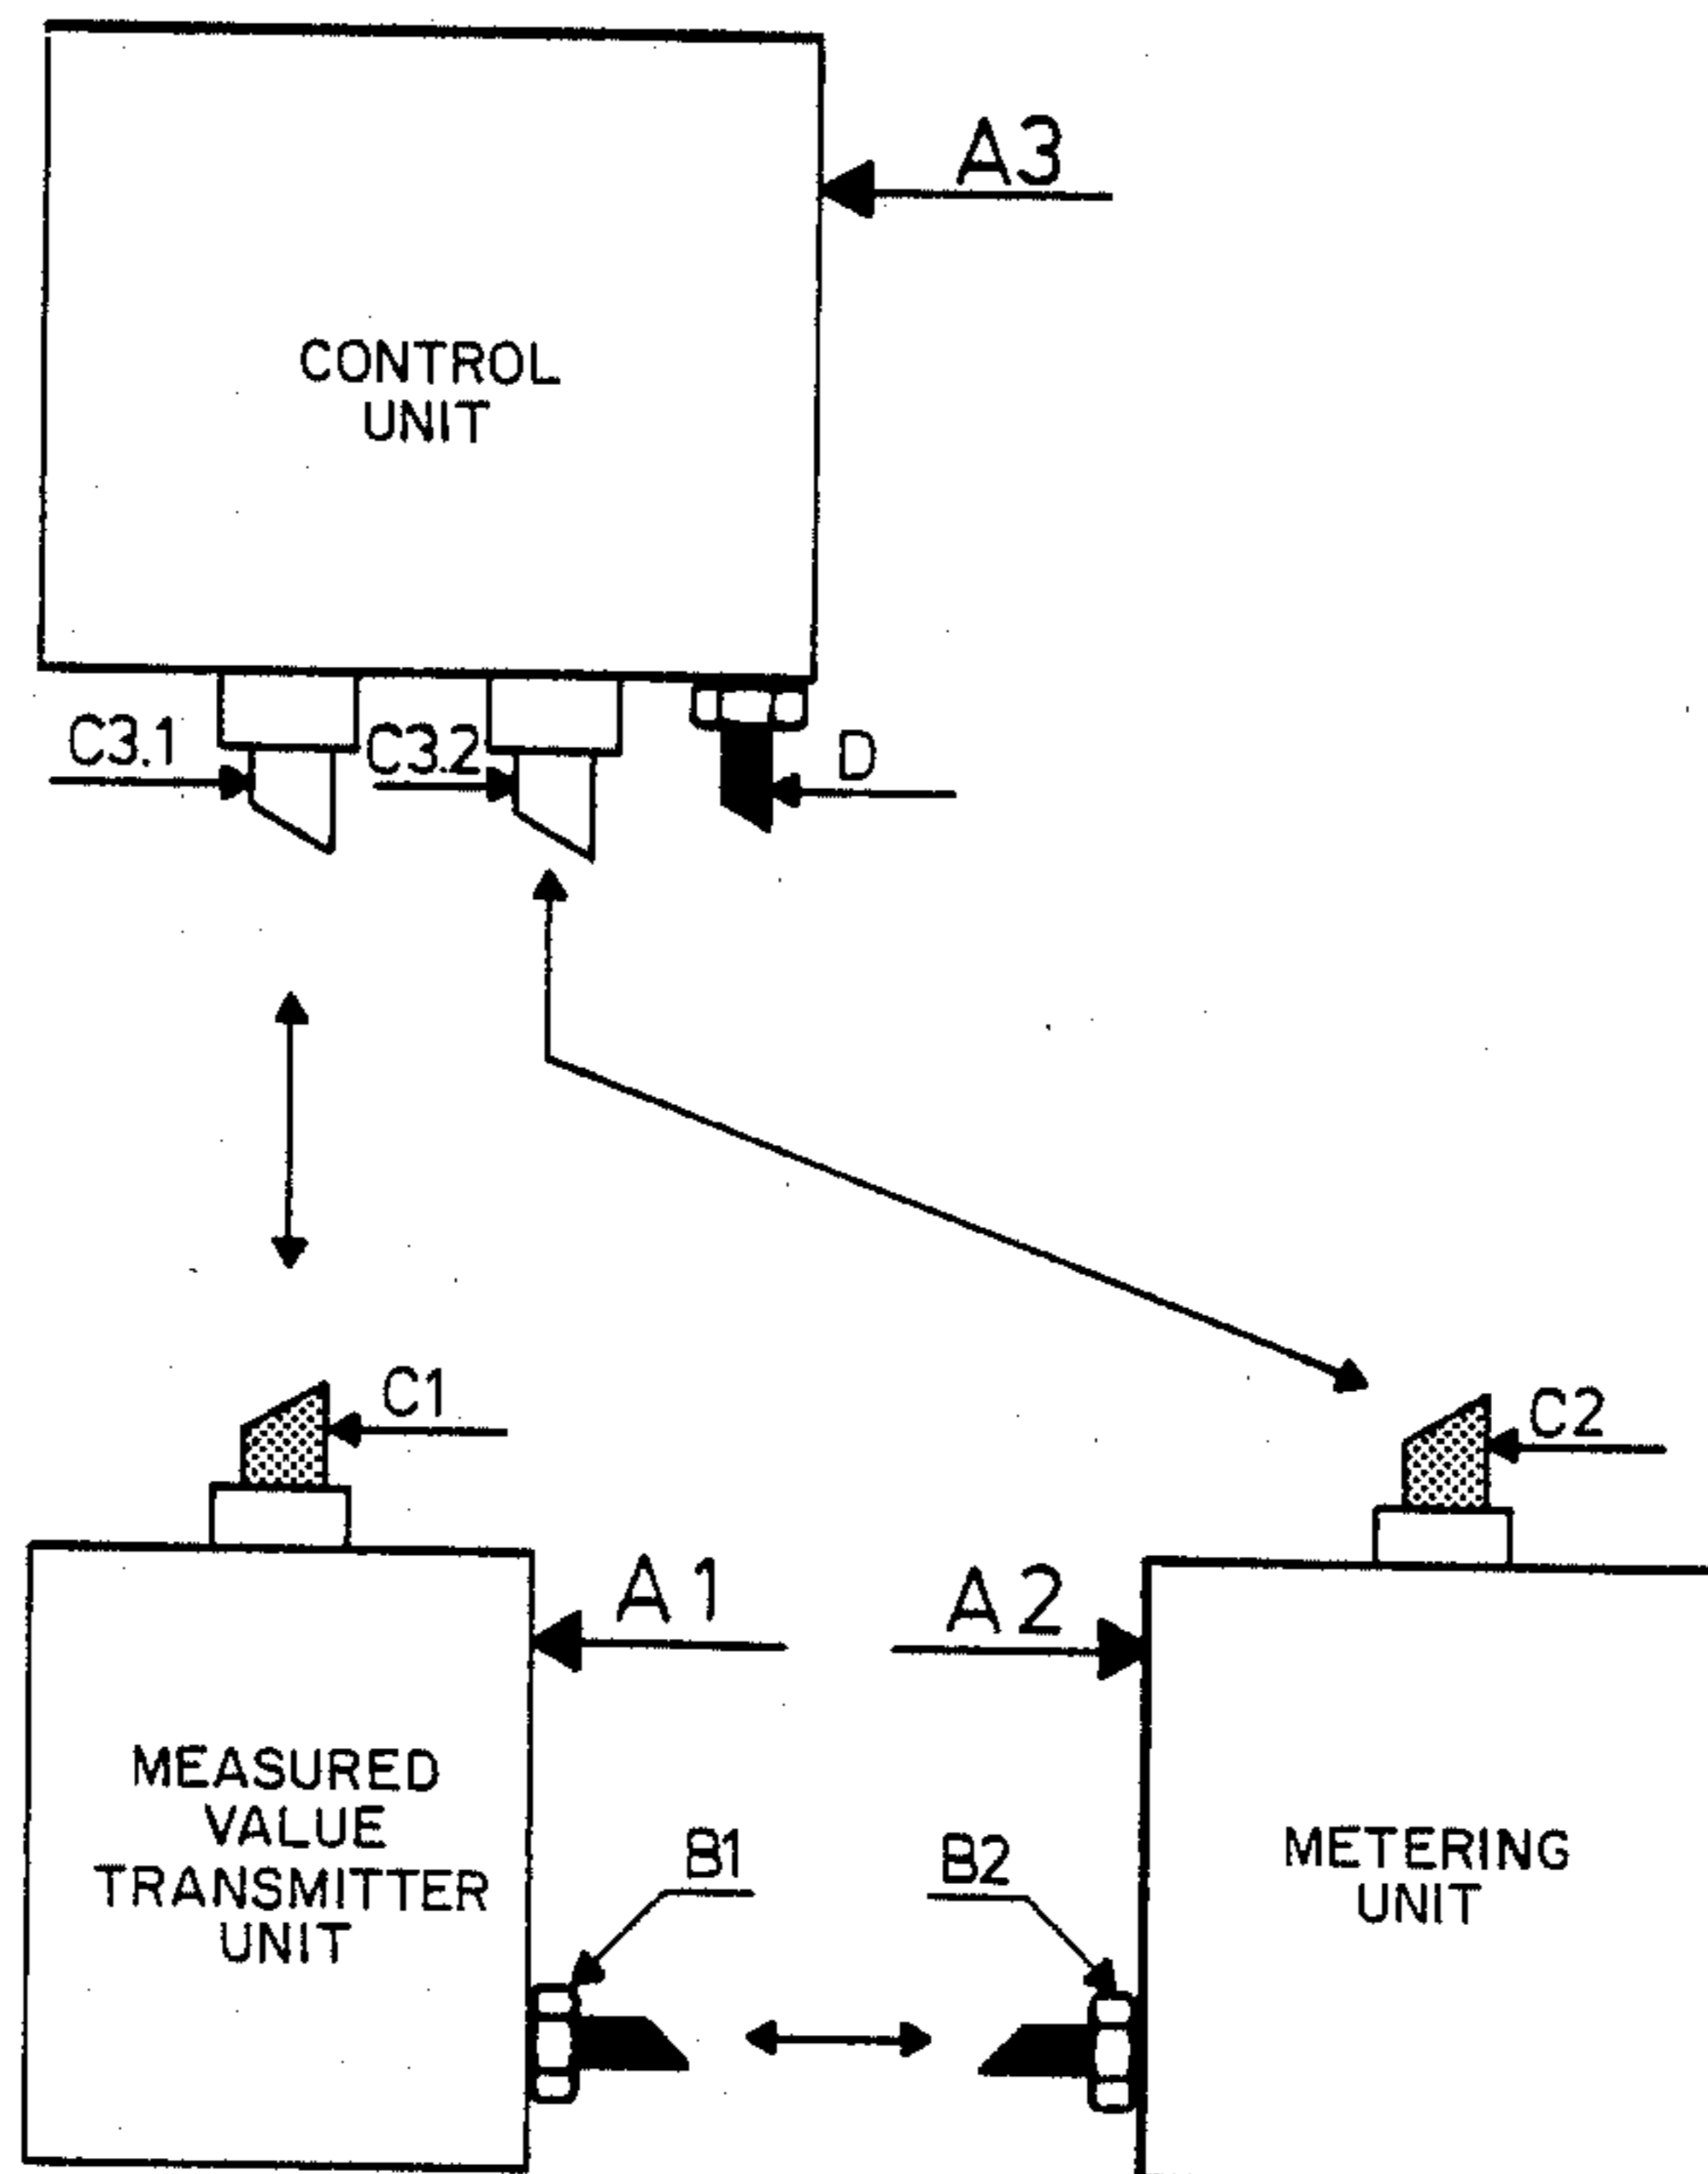 A3
CONTROL
UNIT
C3.1
C3.2
D
C1
C2
A1
A2
MEASURED
VALUE
TRANSMITTER
UNIT
B1
B2
METERING
UNIT